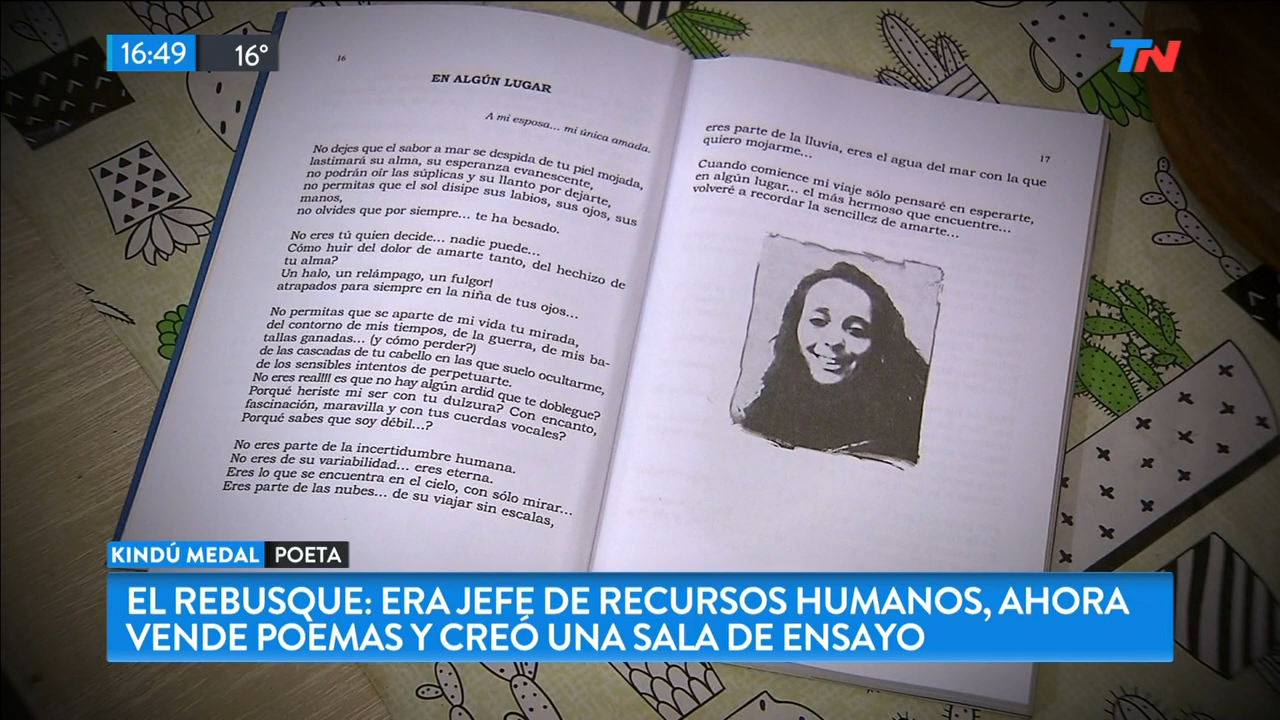 16:49 16°
TN
16
EN ALGÚN LUGAR
A mi esposa... mi única amada.
No dejes que el sabor a mar se despida de tu piel mojada,
lastimará su alma, su esperanza evanescente,
no podrán oír las súplicas y su llanto por dejarte,
no permitas que el sol disipe sus labios, sus ojos, sus
manos,
no olvides que por siempre... te ha besado.
No eres tú quien decide... nadie puede...
Cómo huir del dolor de amarte tanto, del hechizo de
tu alma?
Un halo, un relámpago, un fulgor!
atrapados para siempre en la niña de tus ojos...
No permitas que se aparte de mi vida tu mirada,
del contorno de mis tiempos, de la guerra, de mis ba-
tallas ganadas... (y cómo perder?)
de las cascadas de tu cabello en las que suelo ocultarme,
de los sensibles intentos de perpetuarte.
No eres real!!! es que no hay algún ardid que te doblegue?
Porqué heriste mi ser con tu dulzura? Con encanto,
fascinación, maravilla y con tus cuerdas vocales?
Porqué sabes que soy débil...?
No eres parte de la incertidumbre humana.
No eres de su variabilidad... eres eterna.
Eres lo que se encuentra en el cielo, con sólo mirar...
Eres parte de las nubes... de su viajar sin escalas,
17
eres parte de la lluvia, eres el agua del mar con la que
quiero mojarme...
Cuando comience mi viaje sólo pensaré en esperarte,
en algún lugar... el más hermoso que encuentre...
volveré a recordar la sencillez de amarte...
KINDÚ MEDAL POETA
EL REBUSQUE: ERA JEFE DE RECURSOS HUMANOS, AHORA
VENDE POEMAS Y CREÓ UNA SALA DE ENSAYO